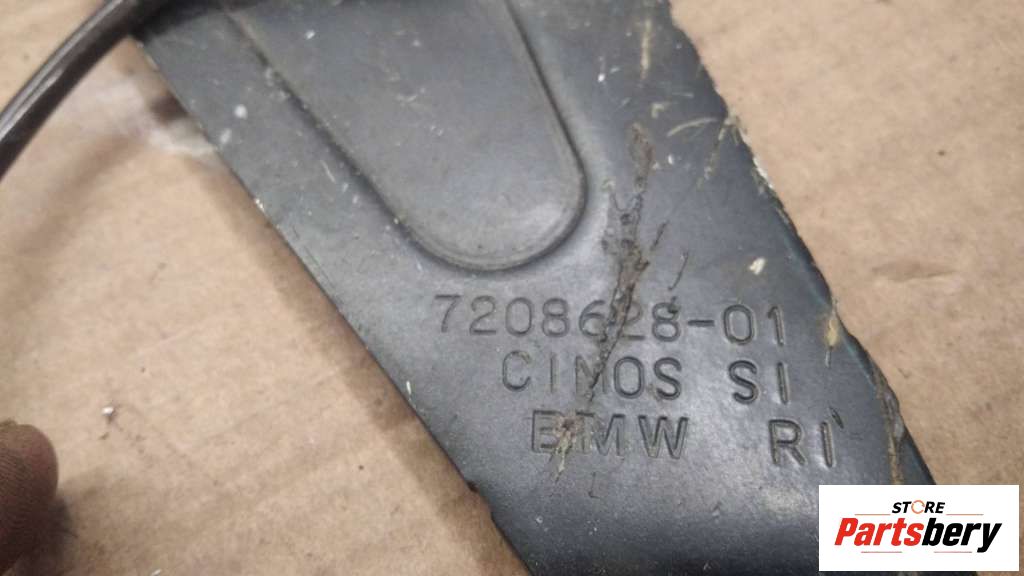 7208628-01
CIMOS SI
BMW RI
STORE
Partsbery